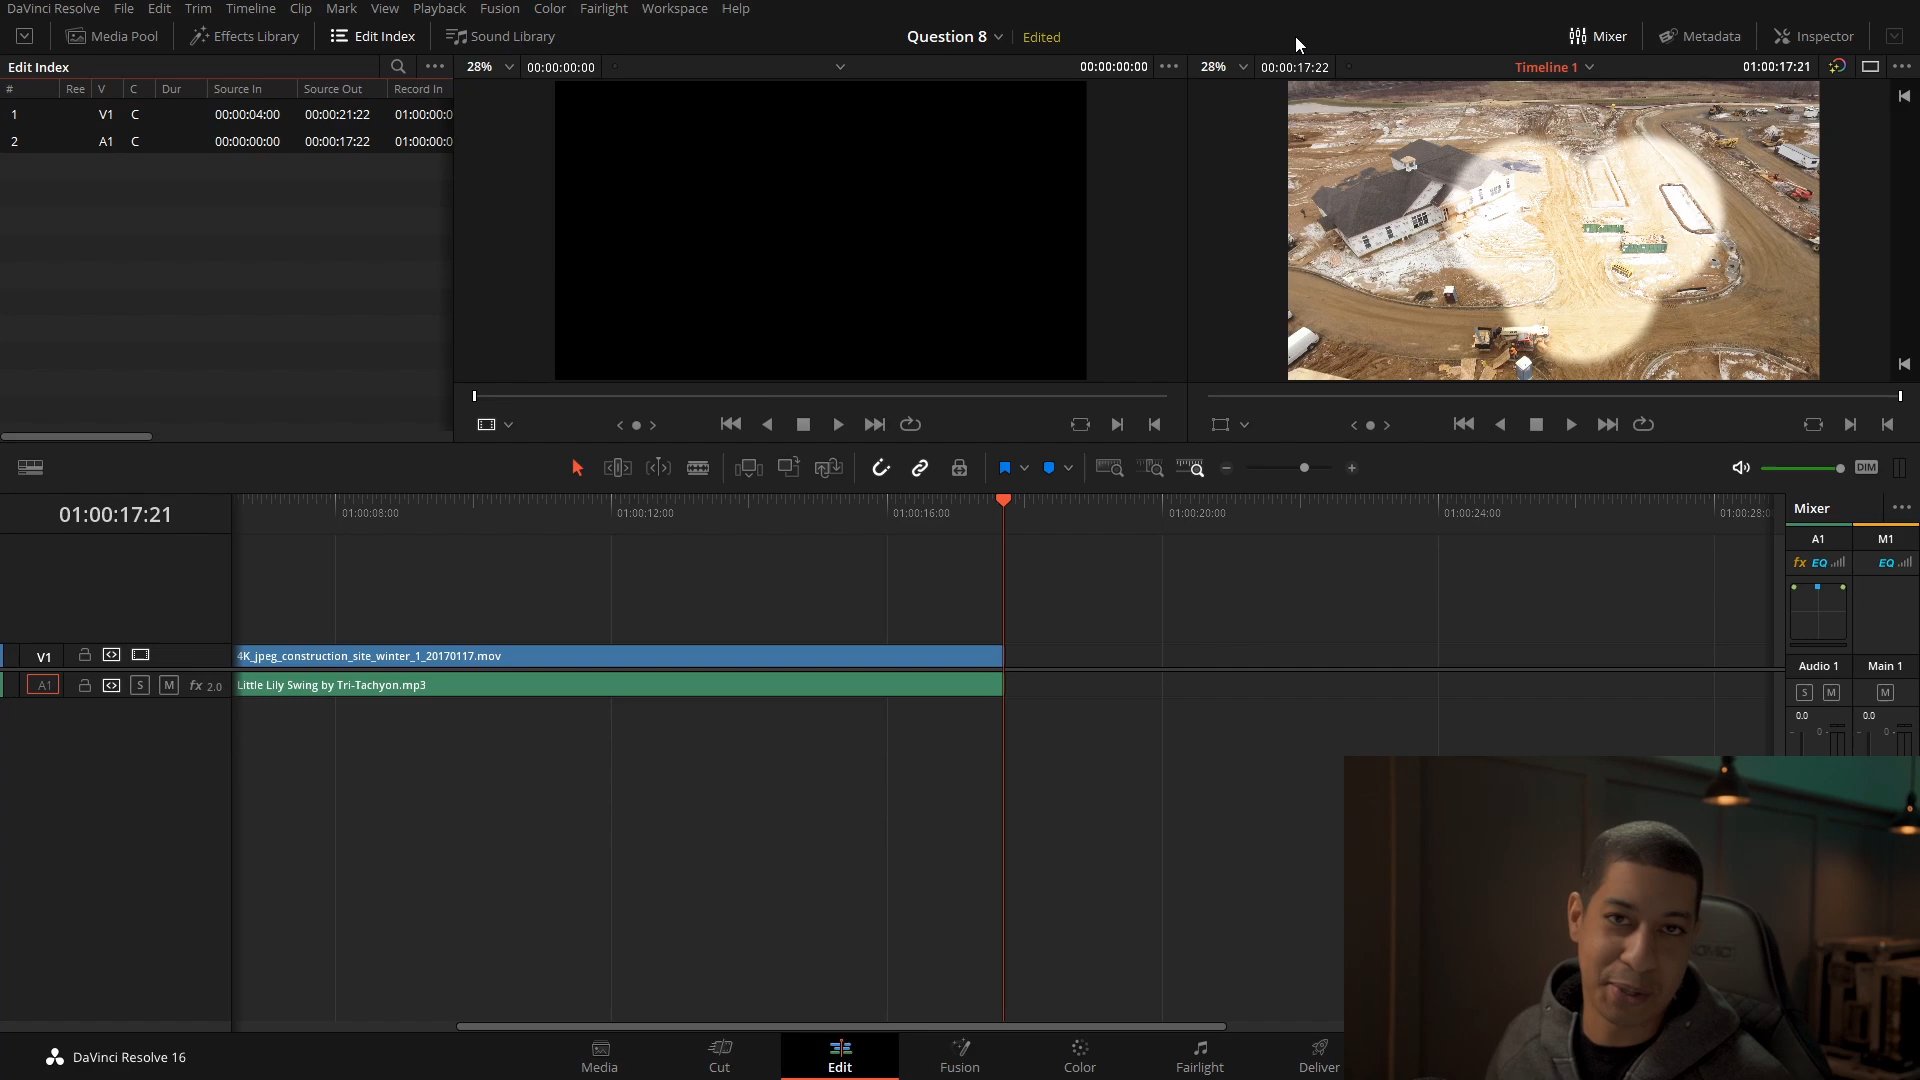 DaVinci Resolve File Edit Trim Timeline Clip Mark View Playback Fusion Color Fairlight Workspace Help
Media Pool Effects Library Edit Index Sound Library Question 8 Edited Mixer Metadata Inspector
Edit Index 28% 00:00:00:00 00:00:00:00 28% 00:00:17:22 Timeline 1 01:00:17:21
# Ree V C Dur Source In Source Out Record In
1 V1 C 00:00:04:00 00:00:21:22 01:00:00:0
2 A1 C 00:00:00:00 00:00:17:22 01:00:00:0
DIM
01:00:17:21 01:00:08:00 01:00:12:00 01:00:16:00 01:00:20:00 01:00:24:00 01:00:28:0
Mixer
A1 M1
fx EQ EQ
V1 4K_jpeg_construction_site_winter_1_20170117.mov
A1 S M fx 2.0 Little Lily Swing by Tri-Tachyon.mp3
Audio 1 Main 1
S M M
0.0 0.0
0 0
DaVinci Resolve 16 Media Cut Edit Fusion Color Fairlight Deliver